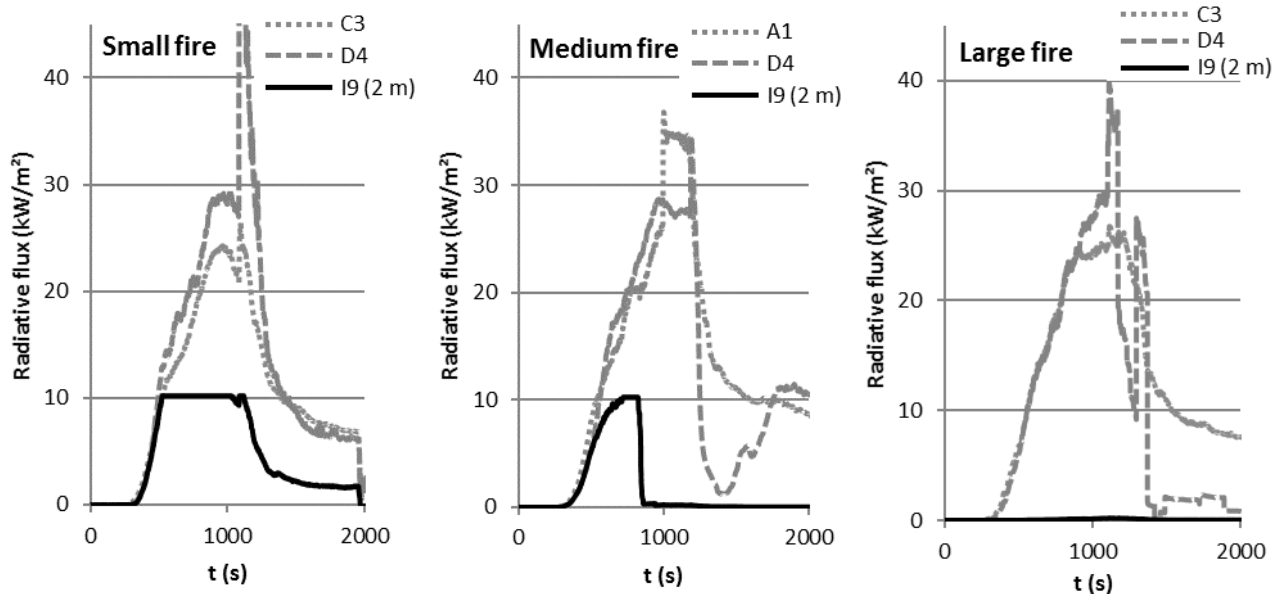 Small fire
C3
D4
I9 (2 m)
Radiative flux (kW/m²)
40
30
20
10
0
0 1000 2000
t (s)
Medium fire
A1
D4
I9 (2 m)
Radiative flux (kW/m²)
40
30
20
10
0
0 1000 2000
t (s)
Large fire
C3
D4
I9 (2 m)
Radiative flux (kW/m²)
40
30
20
10
0
0 1000 2000
t (s)